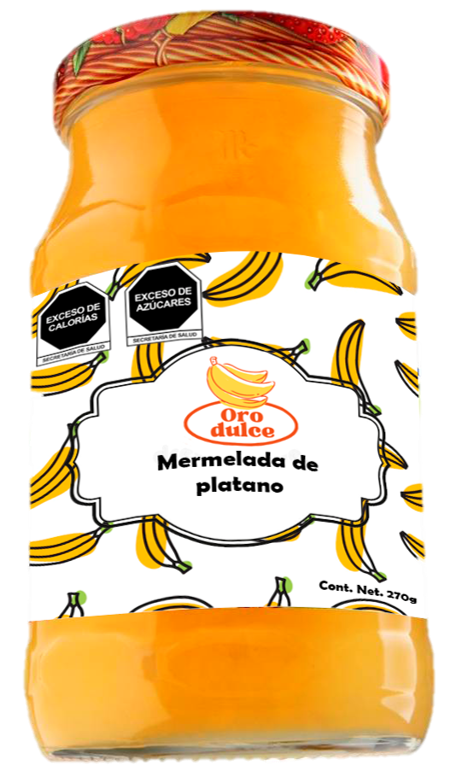 EXCESO DE
CALORÍAS
SECRETARÍA DE SALUD
EXCESO DE
AZÚCARES
SECRETARÍA DE SALUD
Oro
dulce
Mermelada de
platano
Cont. Net. 270g